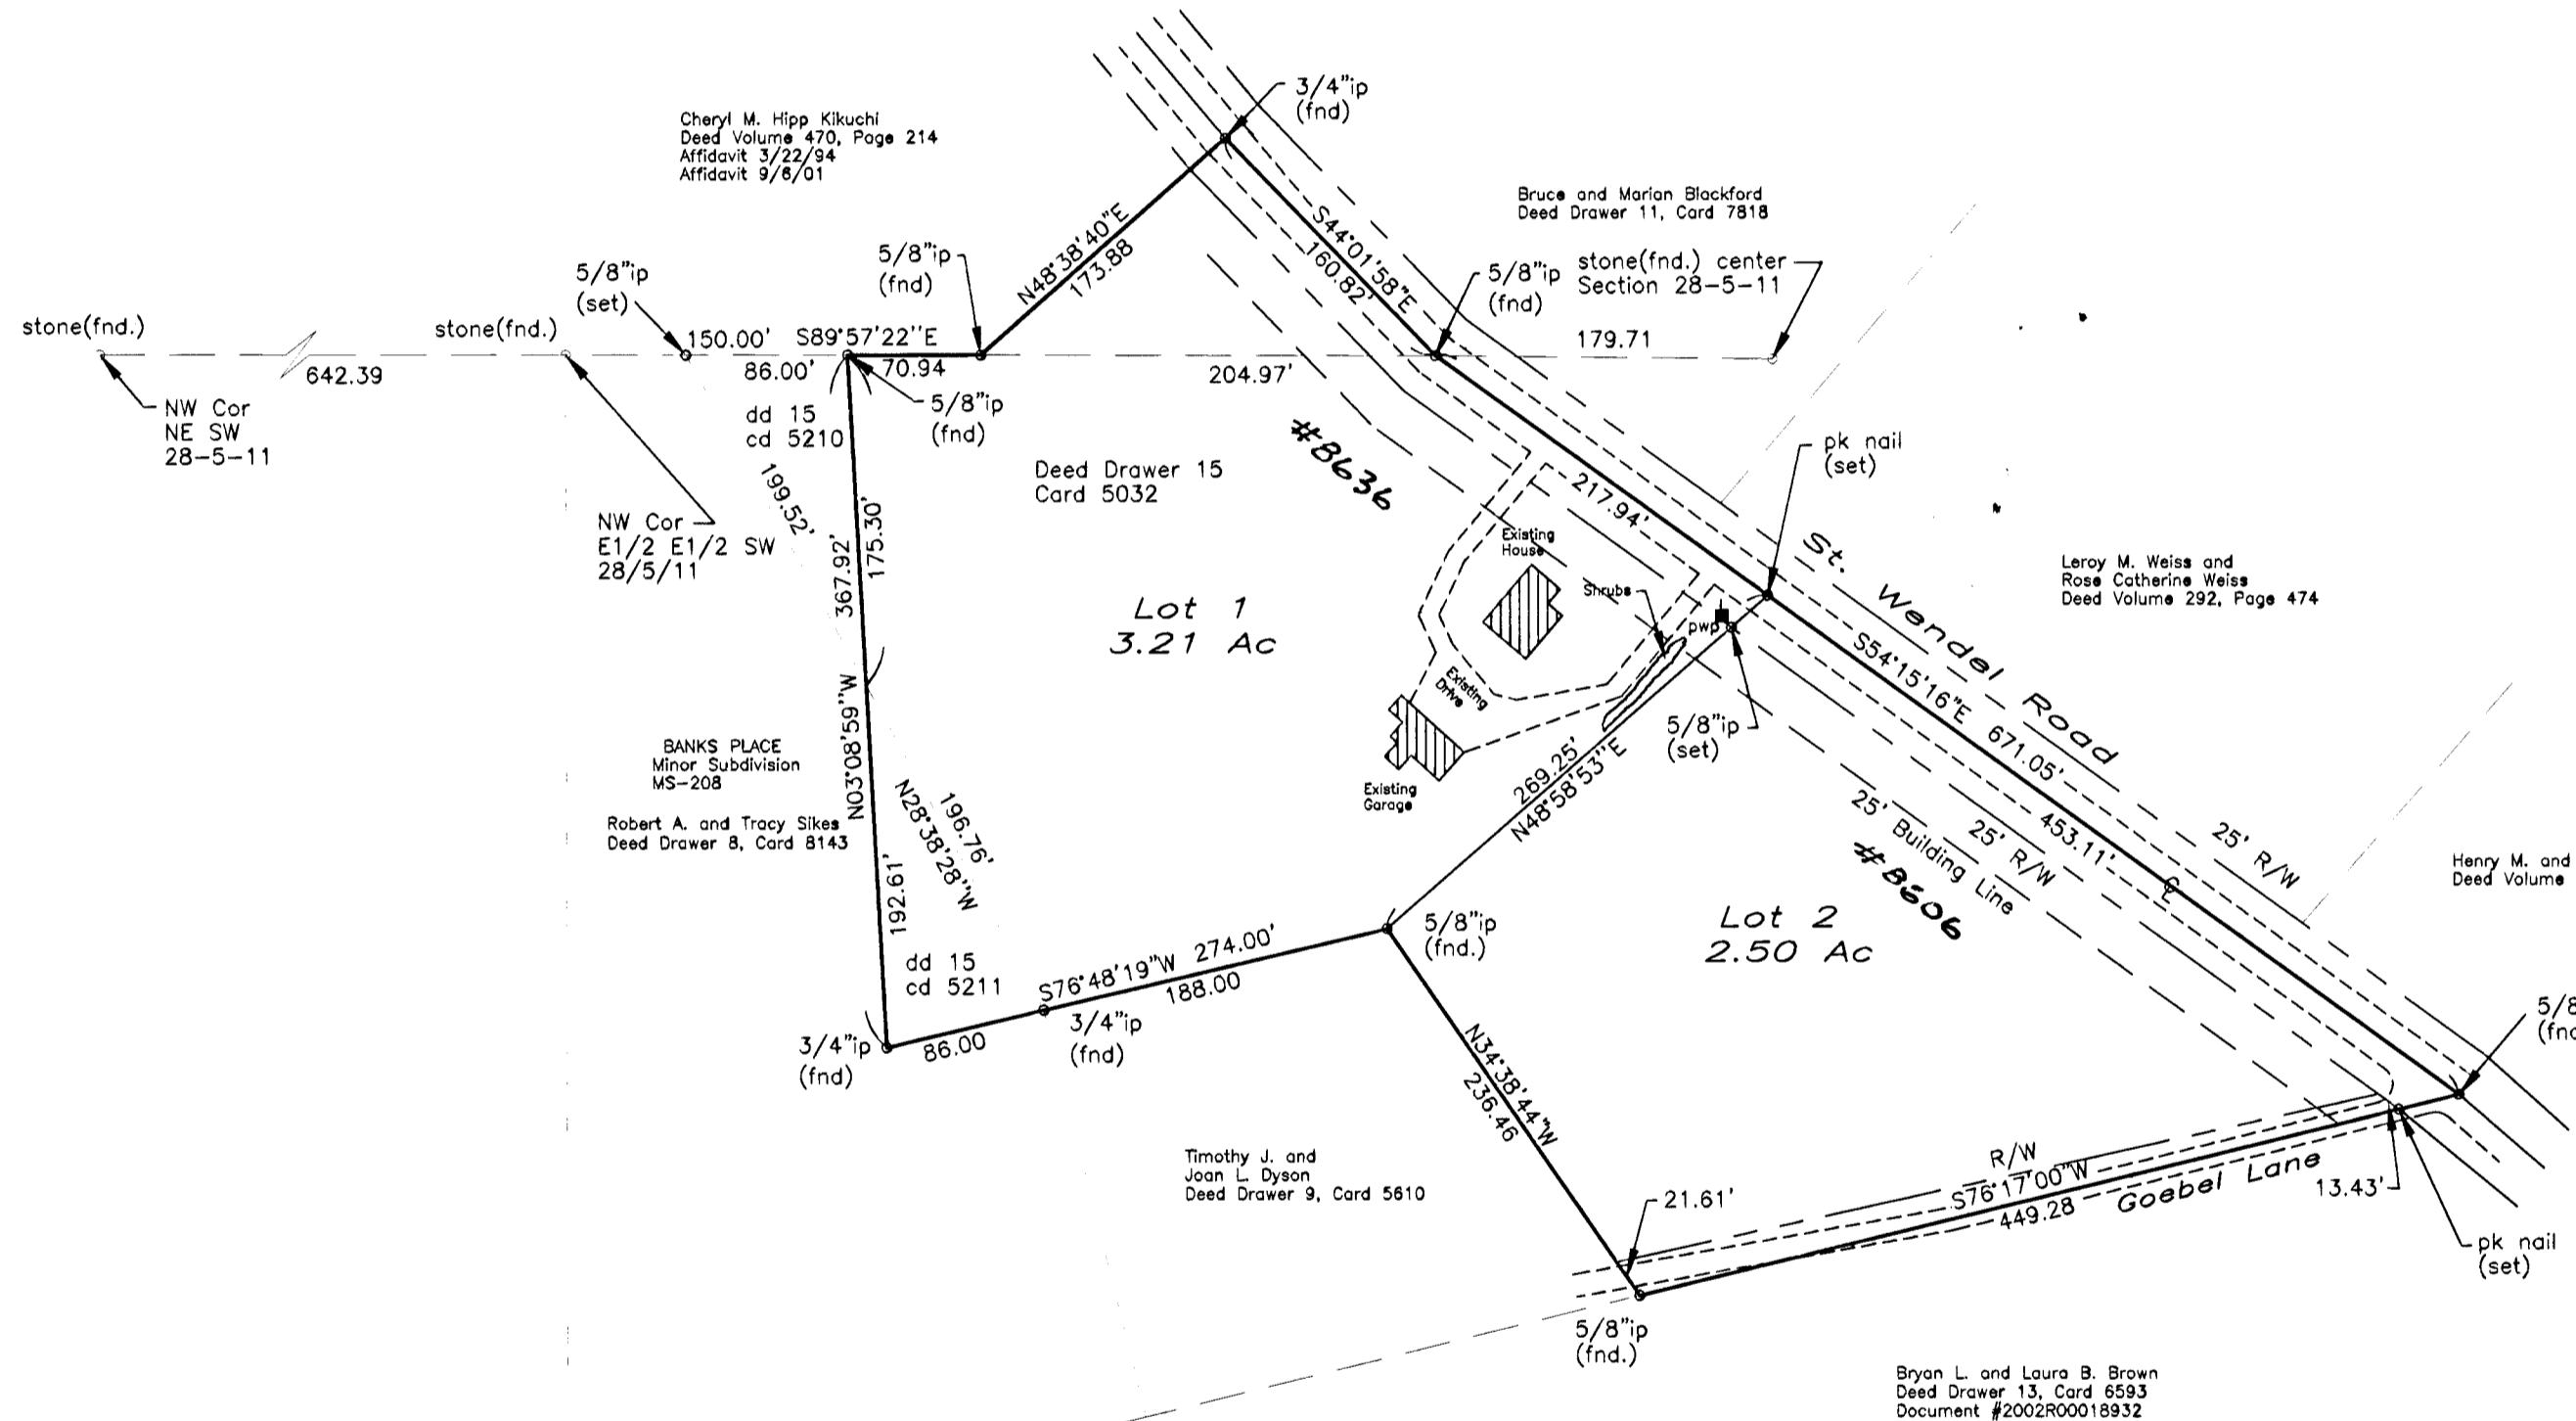 3/4"ip
(fnd)
Cheryl M. Hipp Kikuchi
Deed Volume 470, Page 214
Affidavit 3/22/94
Affidavit 9/6/01
Bruce and Marian Blackford
Deed Drawer 11, Card 7818
N48°38'40"E
173.88
S44°01'58"E
160.82'
5/8"ip
(fnd)
5/8"ip
(set)
5/8"ip
(fnd)
stone(fnd.) center
Section 28-5-11
stone(fnd.)
stone(fnd.)
150.00'
S89°57'22"E
179.71
642.39
86.00'
70.94
204.97'
NW Cor
NE SW
28-5-11
dd 15
cd 5210
5/8"ip
(fnd)
#8636
pk nail
(set)
Deed Drawer 15
Card 5032
199.52'
217.94'
NW Cor
E1/2 E1/2 SW
28/5/11
367.92'
175.30'
Existing
House
Shrubs
pwp
St. Wendel Road
Leroy M. Weiss and
Rose Catherine Weiss
Deed Volume 292, Page 474
Lot 1
3.21 Ac
S54°15'16"E 671.05'
Existing
Drive
5/8"ip
(set)
N03°08'59"W
BANKS PLACE
Minor Subdivision
MS-208
Robert A. and Tracy Sikes
Deed Drawer 8, Card 8143
196.76'
N28°38'28"W
Existing
Garage
269.25'
N48°58'53"E
25' Building Line
25' R/W
453.11'
25' R/W
℄
#8606
Henry M. and
Deed Volume
192.61'
Lot 2
2.50 Ac
5/8"ip
(fnd.)
dd 15
cd 5211
S76°48'19"W 274.00'
188.00
3/4"ip
(fnd)
86.00
3/4"ip
(fnd)
5/8
(fnd
N34°38'44"W
236.46
Timothy J. and
Joan L. Dyson
Deed Drawer 9, Card 5610
21.61'
R/W
S76°17'00"W
449.28
Goebel Lane
13.43'
pk nail
(set)
5/8"ip
(fnd.)
Bryan L. and Laura B. Brown
Deed Drawer 13, Card 6593
Document #2002R00018932